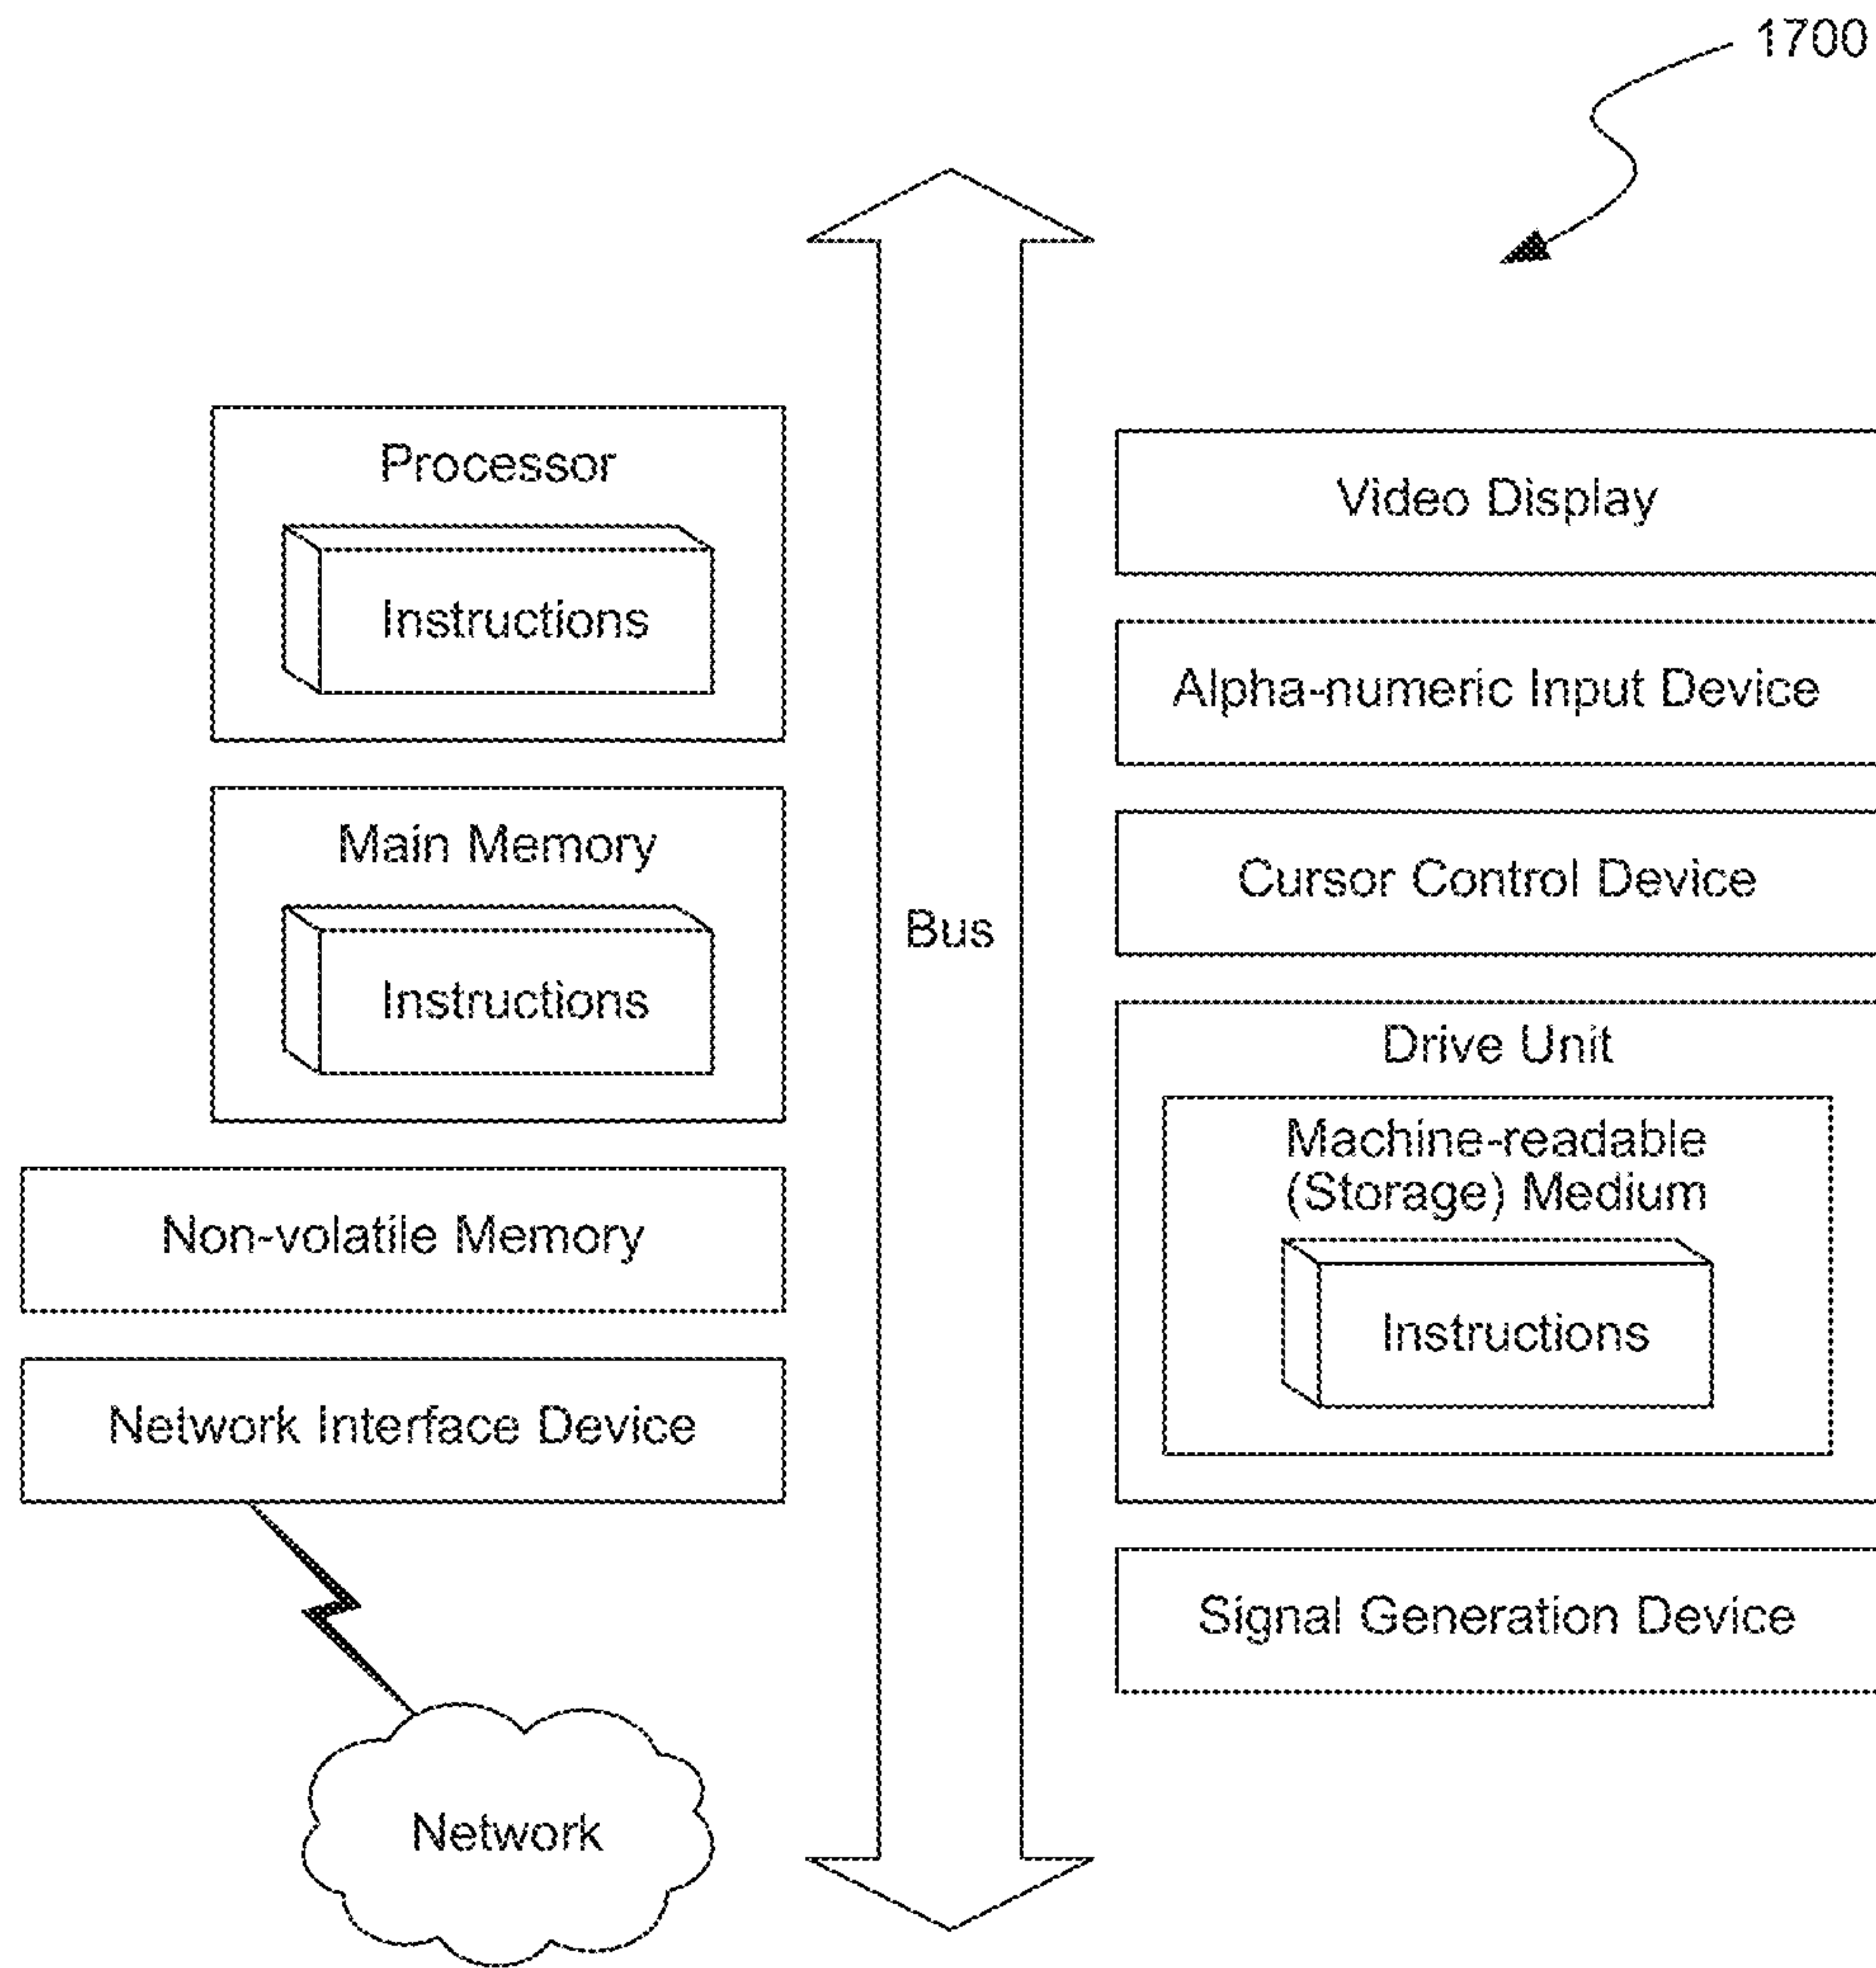 1700
Processor
Instructions
Main Memory
Instructions
Non-volatile Memory
Network Interface Device
Network
Bus
Video Display
Alpha-numeric Input Device
Cursor Control Device
Drive Unit
Machine-readable
(Storage) Medium
Instructions
Signal Generation Device